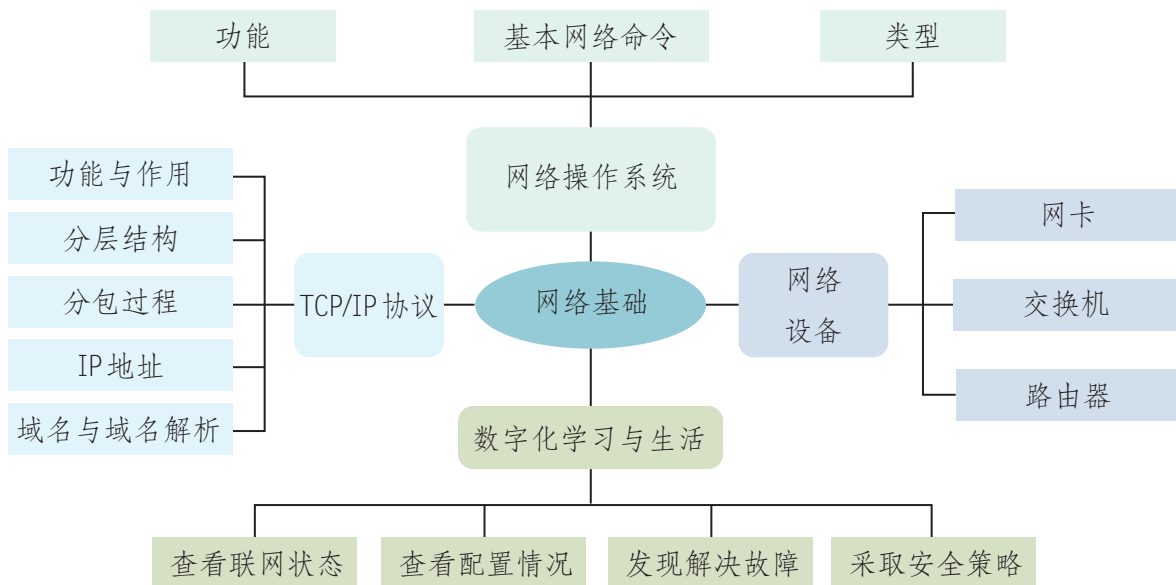 功能
基本网络命令
类型
网络操作系统
功能与作用
分层结构
分包过程
IP地址
域名与域名解析
TCP/IP协议
网络基础
网络
设备
网卡
交换机
路由器
数字化学习与生活
查看联网状态
查看配置情况
发现解决故障
采取安全策略